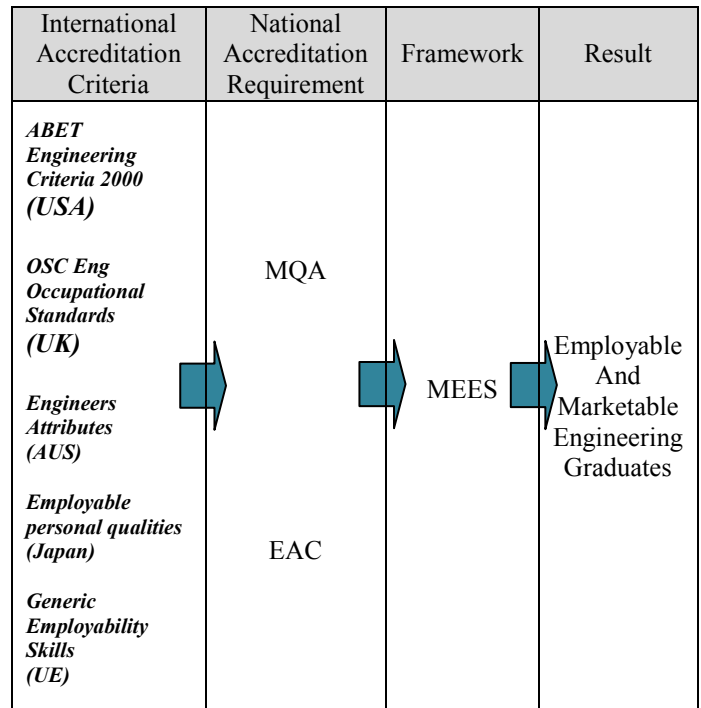 International
Accreditation
Criteria
National
Accreditation
Requirement
Framework
Result
ABET
Engineering
Criteria 2000
(USA)
OSC Eng
Occupational
Standards
(UK)
Engineers
Attributes
(AUS)
Employable
personal qualities
(Japan)
Generic
Employability
Skills
(UE)
MQA
EAC
MEES
Employable
And
Marketable
Engineering
Graduates